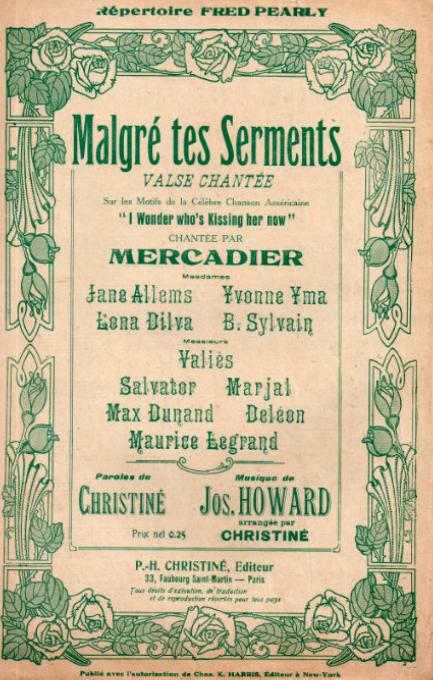 Répertoire FRED PEARLY
Malgré tes Serments
VALSE CHANTÉE
Sur les Motifs de la Célèbre Chanson Américaine
"I Wonder who's Kissing her now"
CHANTÉE PAR
MERCADIER
Mesdames
Jane Allems Yvonne Yma
Lona Dilva B. Sylvain
Messieurs
Valiès
Salvator Marjal
Max Dunand Deléon
Maurice Legrand
Paroles de Musique de
CHRISTINÉ Jos. HOWARD
arrangée par
Prix net 0.25 CHRISTINÉ
P.-H. CHRISTINÉ, Editeur
33, Faubourg Saint-Martin — Paris
Tous droits d'exécution, de traduction
et de reproduction réservés pour tous pays
Publié avec l'autorisation de Chas. K. HARRIS, Editeur à New-York